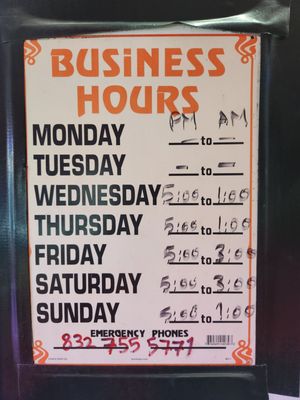 BUSINESS
HOURS
PM AM
MONDAY – to –
TUESDAY - to -
WEDNESDAY 5:00 to 1:00
THURSDAY 5:00 to 1:00
FRIDAY 5:00 to 3:00
SATURDAY 5:00 to 3:00
SUNDAY 5:00 to 1:00
EMERGENCY PHONES
832 755 5771